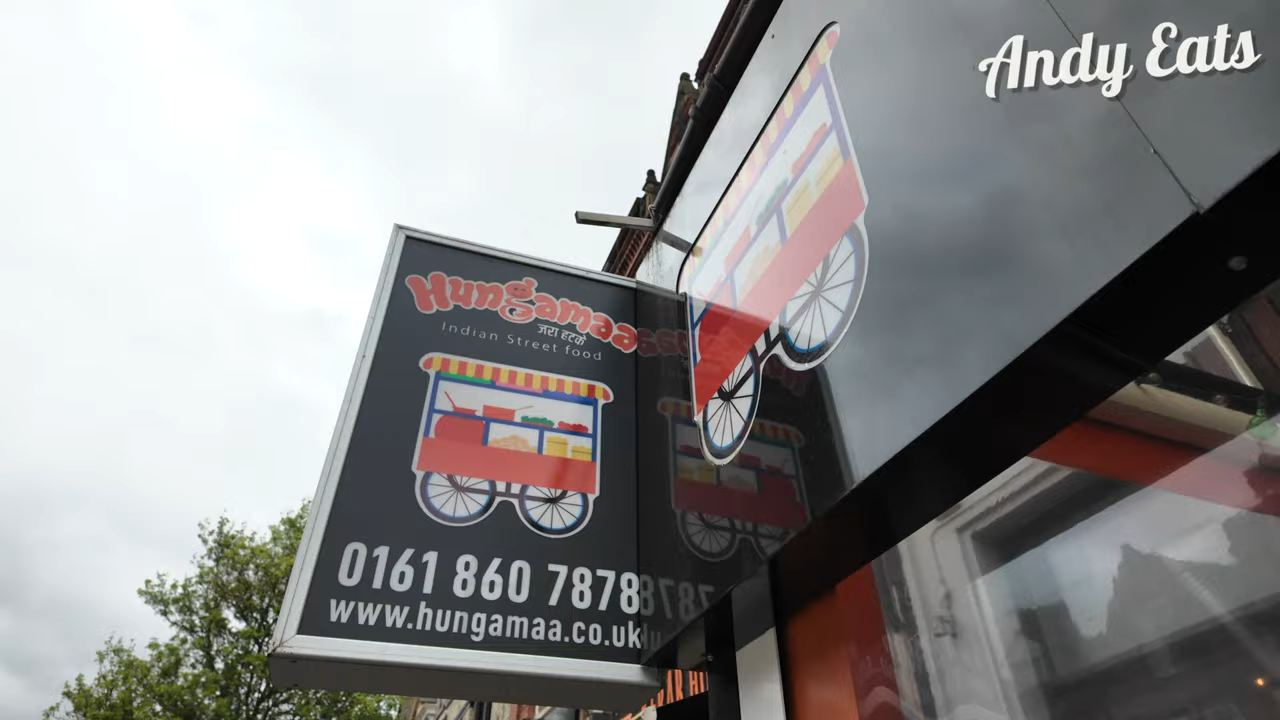 Andy Eats
Hungamaa
जरा हटके
Indian Street food
0161 860 7878
www.hungamaa.co.uk